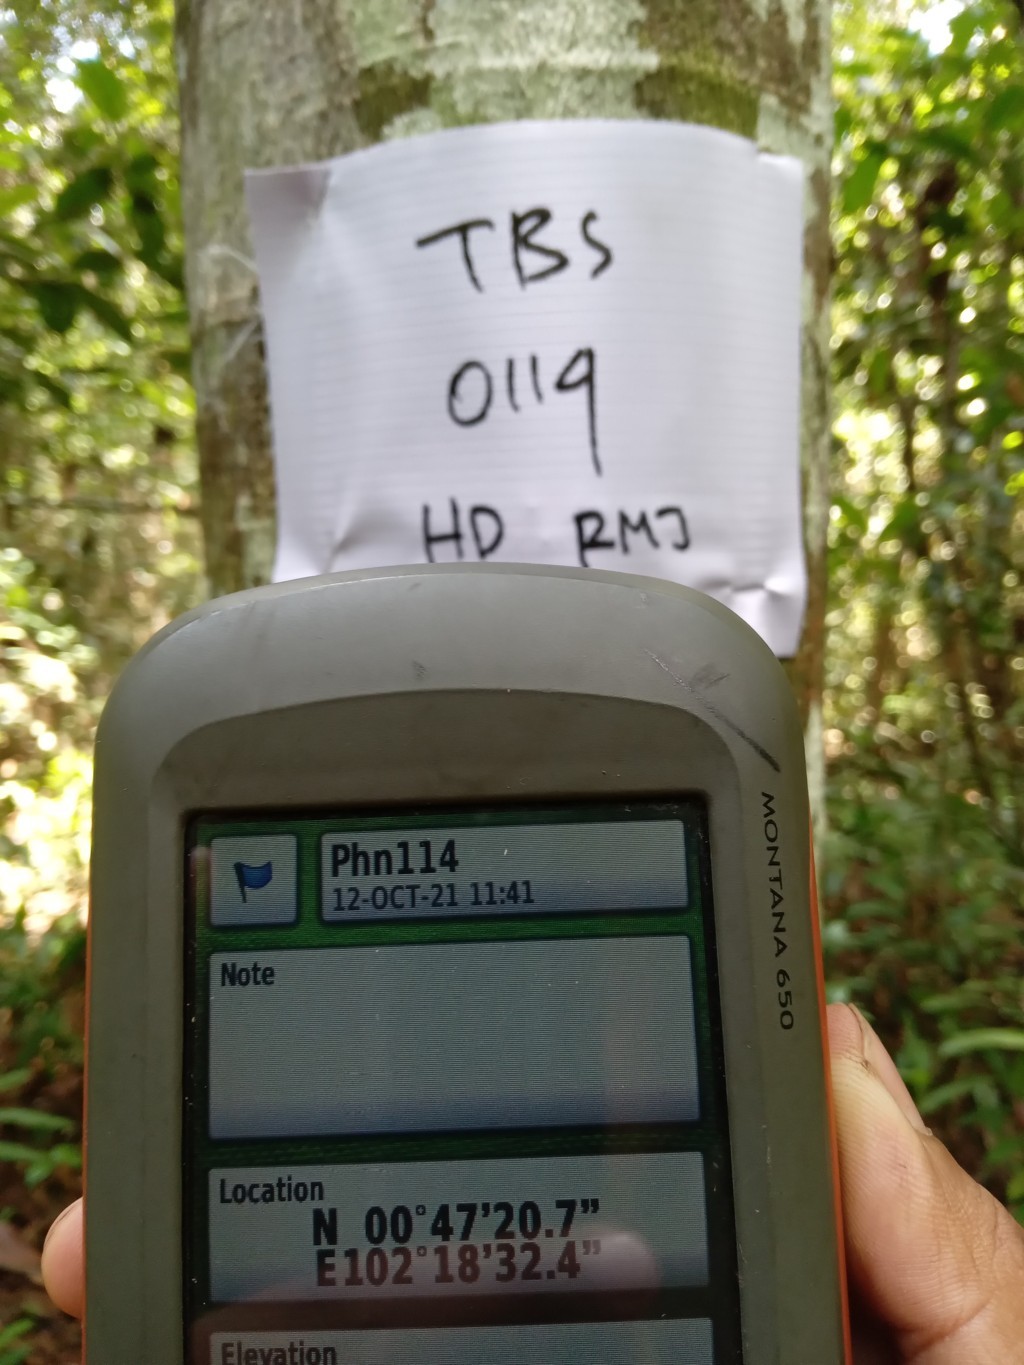 TBS
0119
HD RMJ
MONTANA 650
Phn114
12-OCT-21 11:41
Note
Location
N 00°47'20.7"
E102°18'32.4"
Elevation